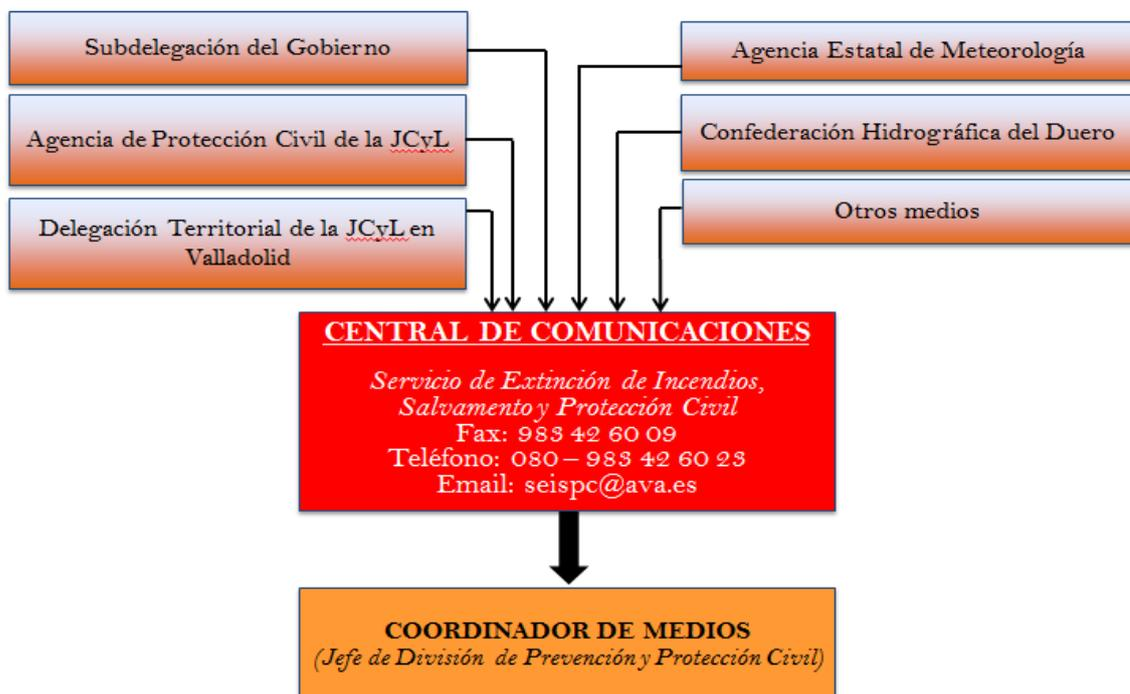 Subdelegación del Gobierno
Agencia de Protección Civil de la JCyL
Delegación Territorial de la JCyL en
Valladolid
Agencia Estatal de Meteorología
Confederación Hidrográfica del Duero
Otros medios
CENTRAL DE COMUNICACIONES
Servicio de Extinción de Incendios,
Salvamento y Protección Civil
Fax: 983 42 60 09
Teléfono: 080 – 983 42 60 23
Email: seispc@ava.es
COORDINADOR DE MEDIOS
(Jefe de División de Prevención y Protección Civil)